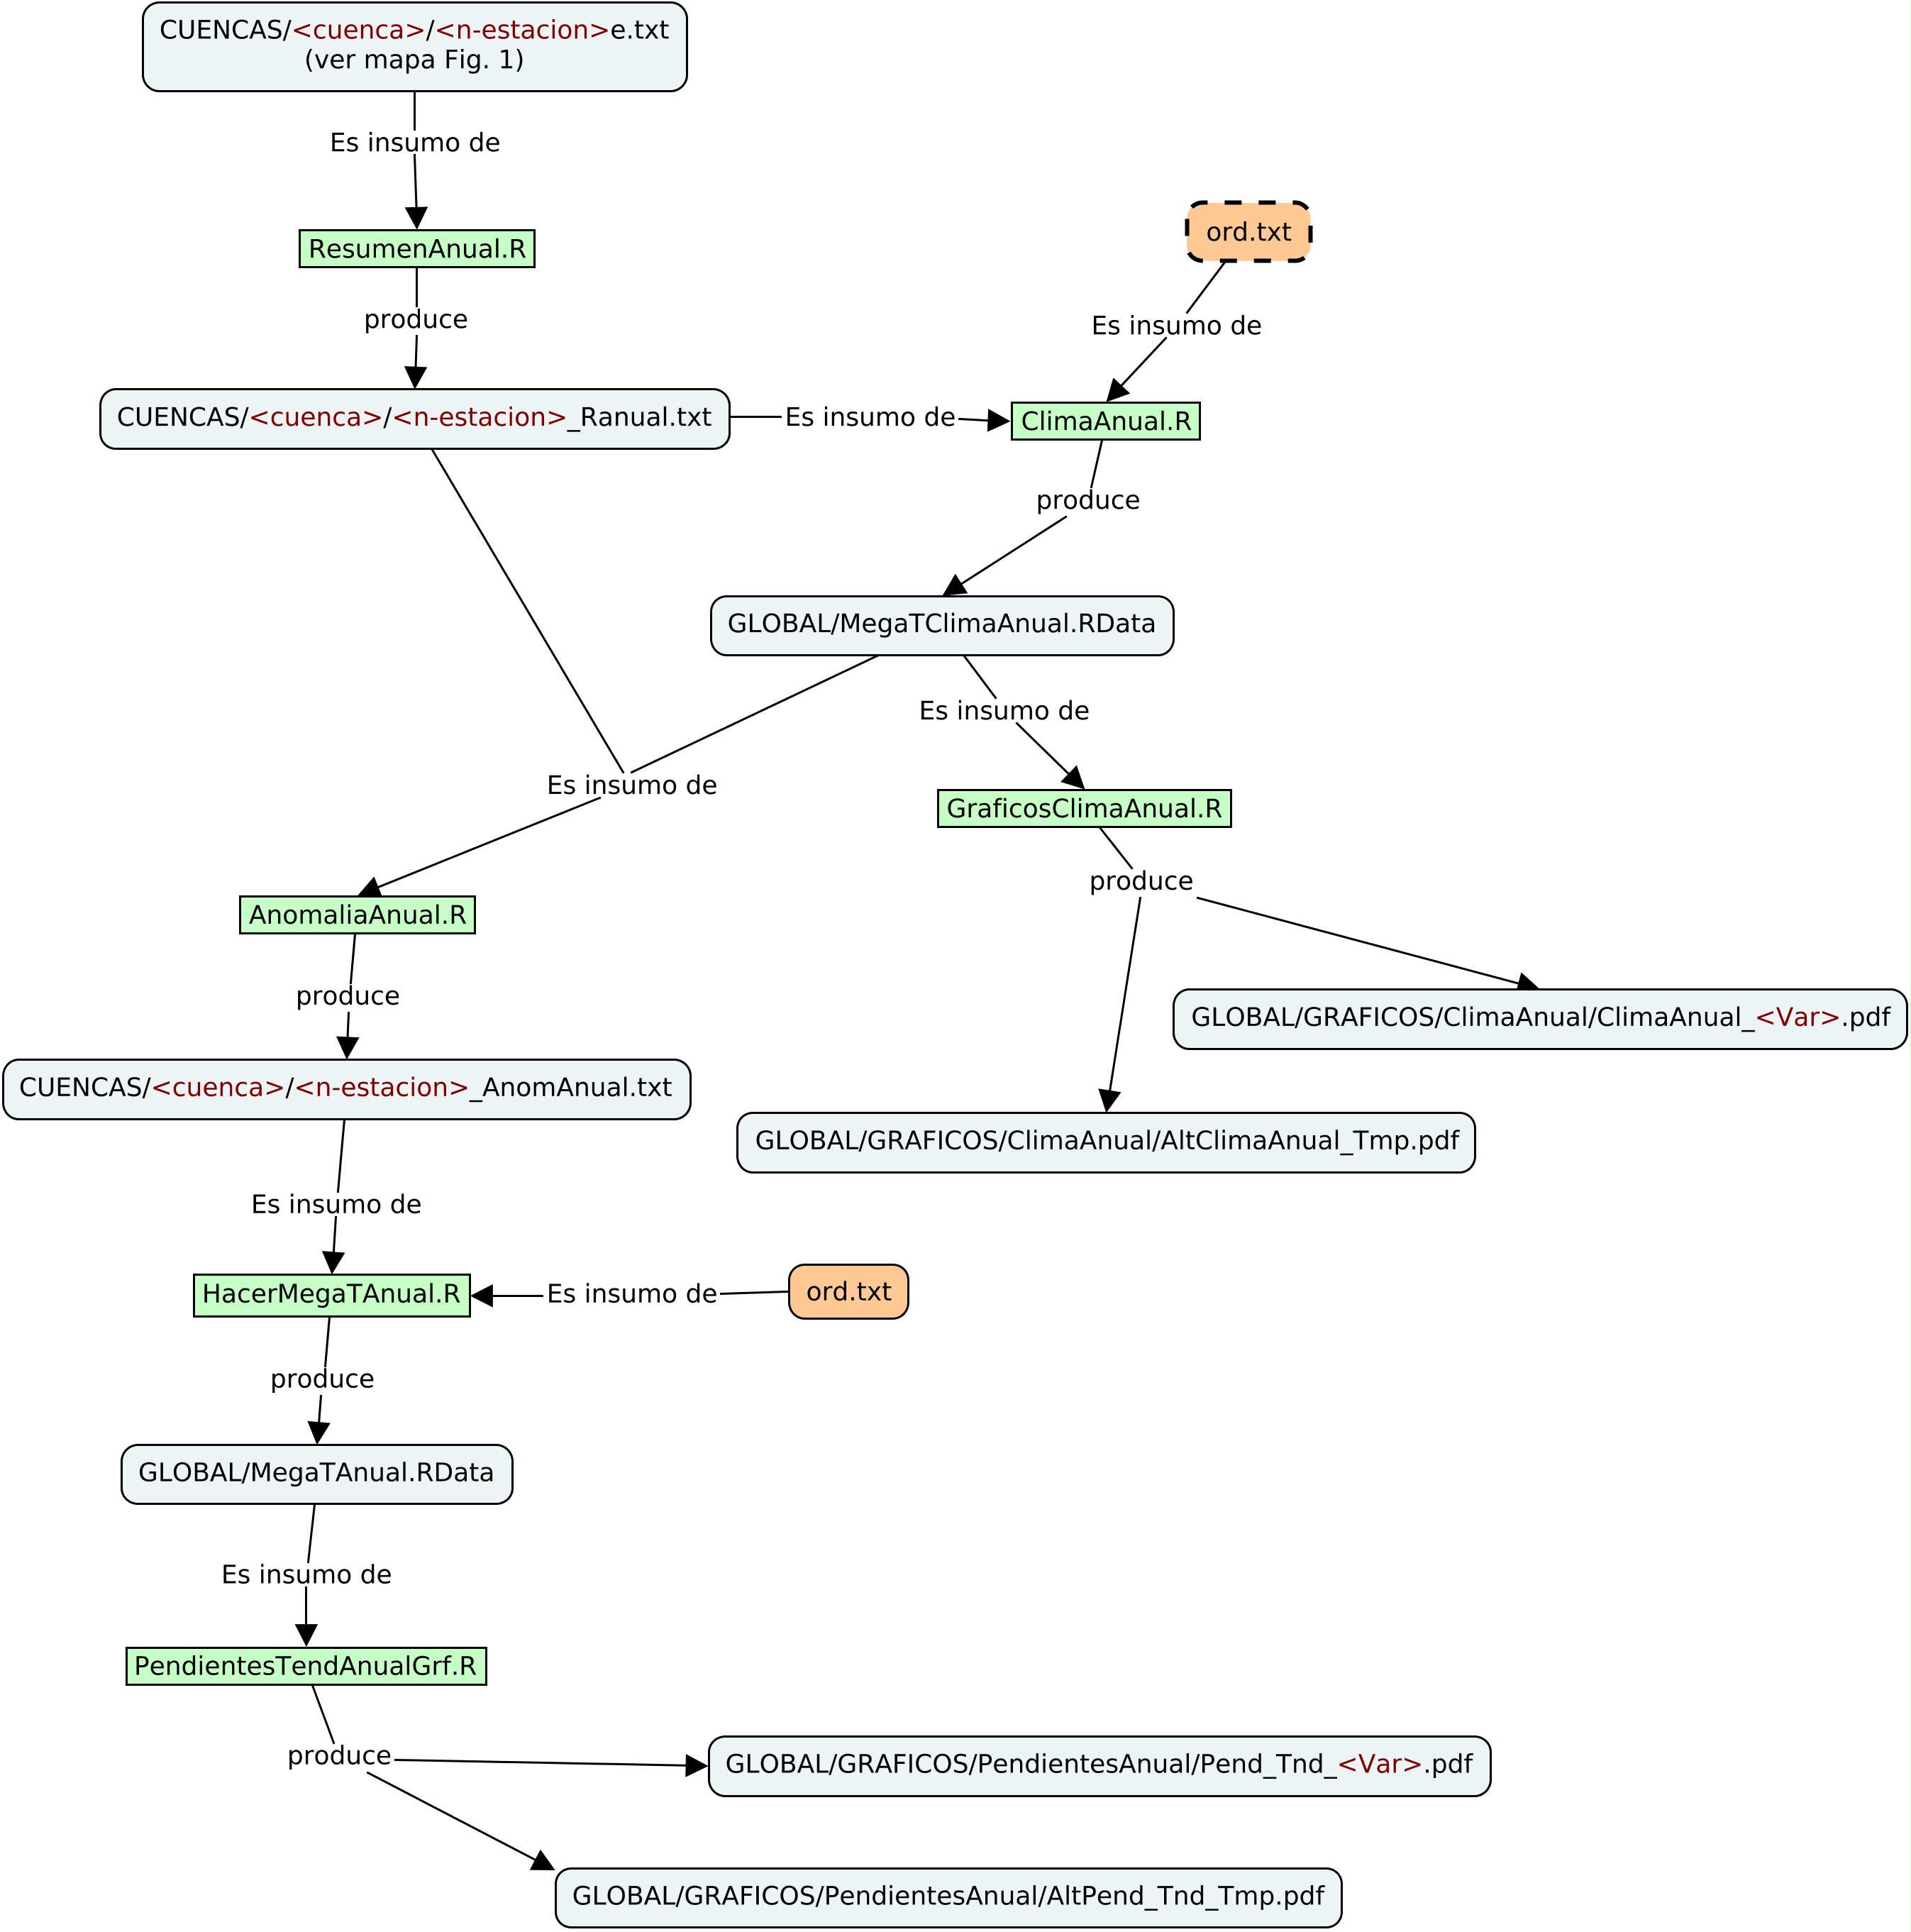 CUENCAS/<cuenca>/<n-estacion>e.txt
(ver mapa Fig. 1)
Es insumo de
ResumenAnual.R
ord.txt
produce
Es insumo de
CUENCAS/<cuenca>/<n-estacion>_Ranual.txt
Es insumo de
ClimaAnual.R
produce
GLOBAL/MegaTClimaAnual.RData
Es insumo de
Es insumo de
GraficosClimaAnual.R
produce
AnomaliaAnual.R
produce
GLOBAL/GRAFICOS/ClimaAnual/ClimaAnual_<Var>.pdf
CUENCAS/<cuenca>/<n-estacion>_AnomAnual.txt
GLOBAL/GRAFICOS/ClimaAnual/AltClimaAnual_Tmp.pdf
Es insumo de
HacerMegaTAnual.R
Es insumo de
ord.txt
produce
GLOBAL/MegaTAnual.RData
Es insumo de
PendientesTendAnualGrf.R
produce
GLOBAL/GRAFICOS/PendientesAnual/Pend_Tnd_<Var>.pdf
GLOBAL/GRAFICOS/PendientesAnual/AltPend_Tnd_Tmp.pdf